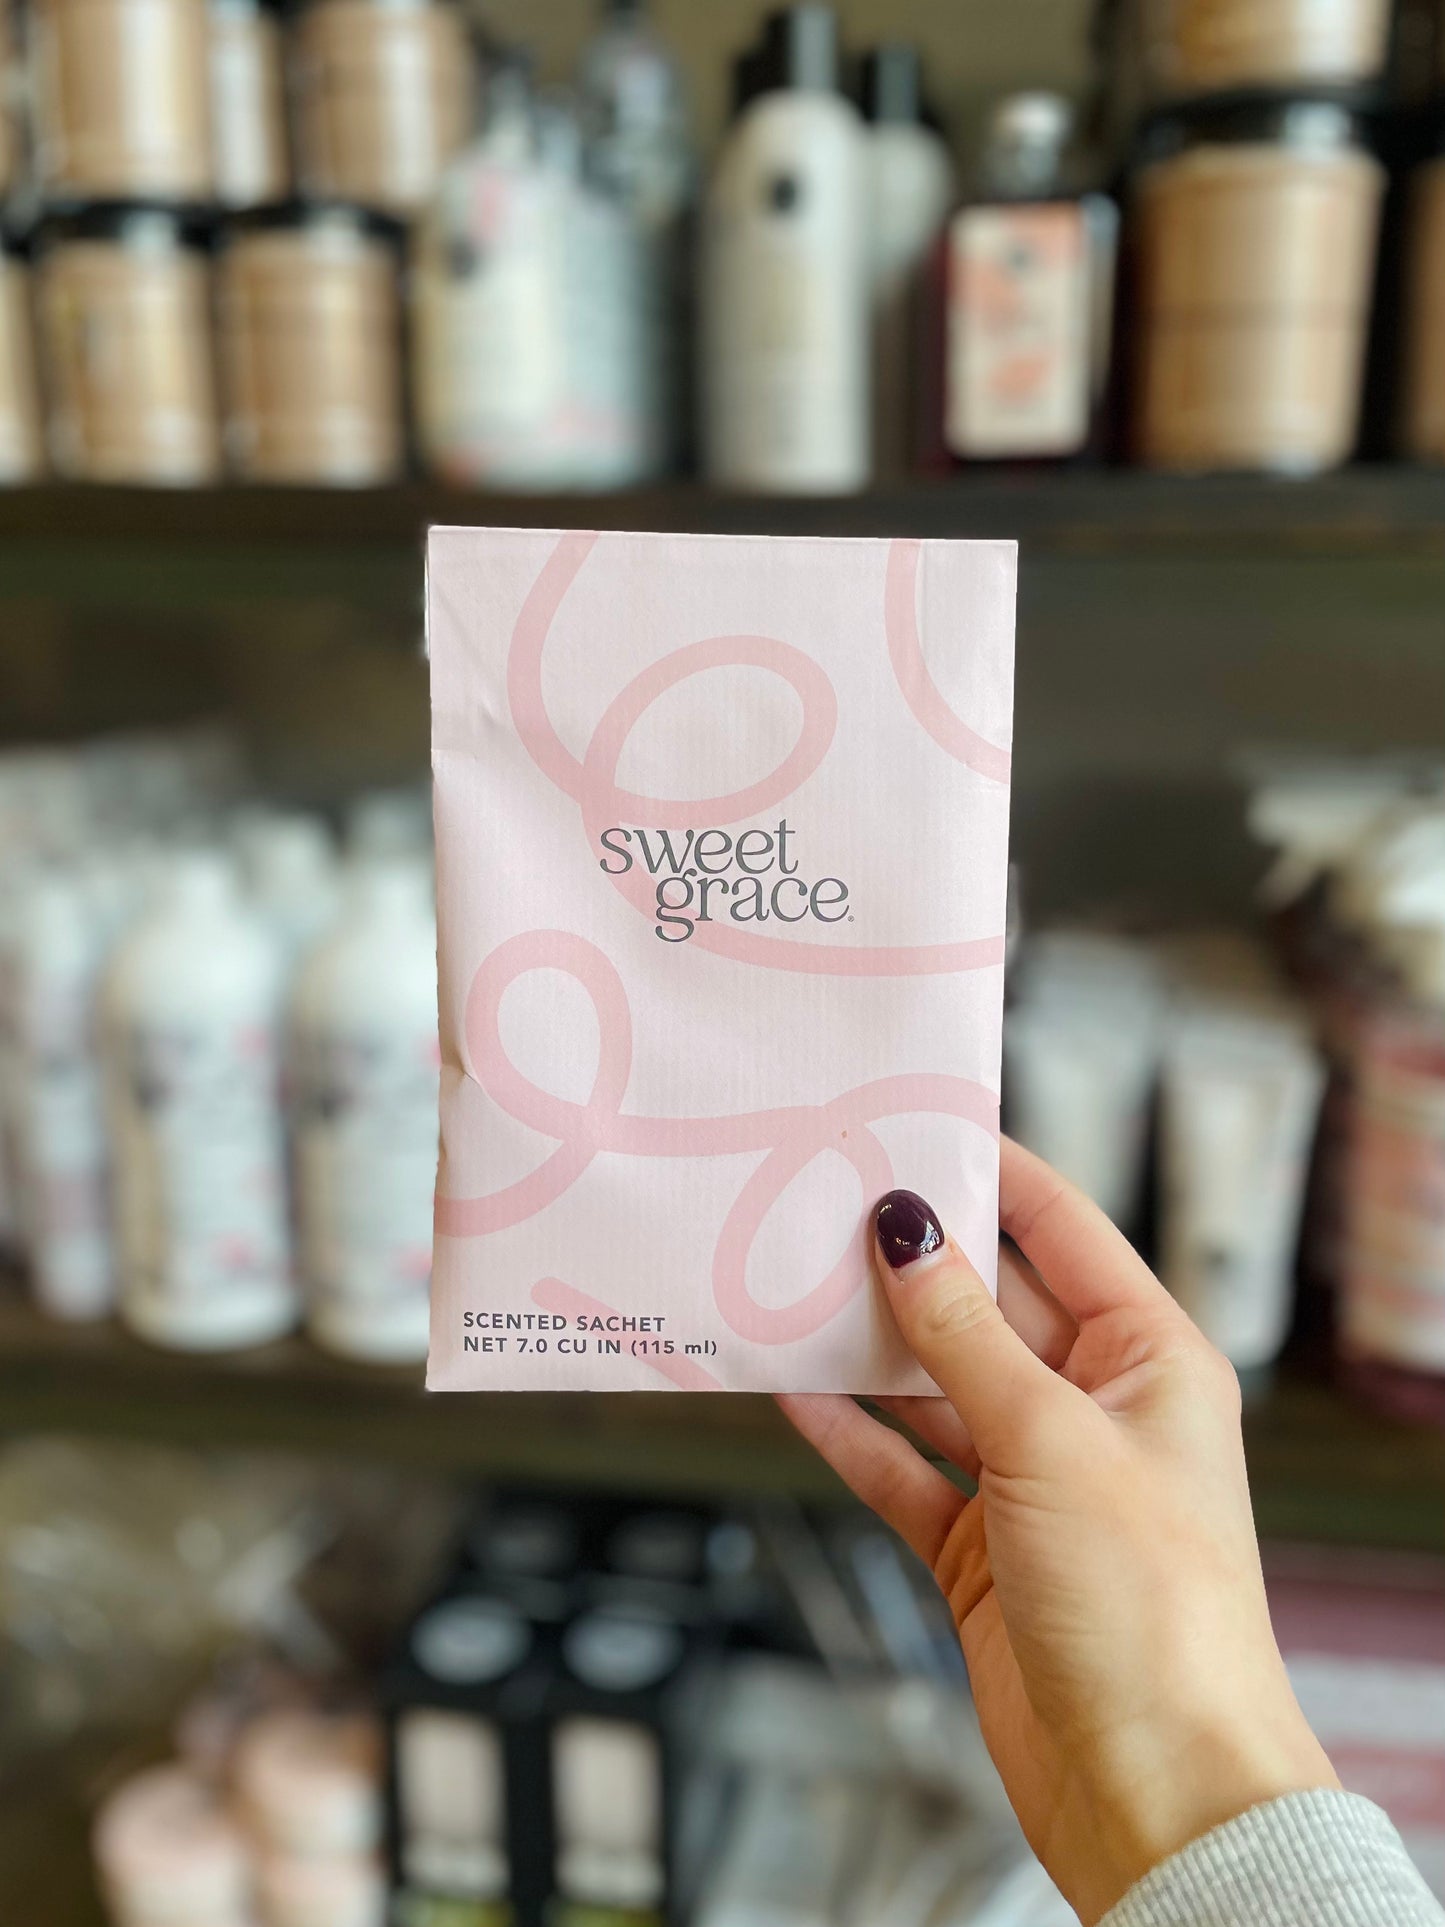 sweet
grace®
SCENTED SACHET
NET 7.0 CU IN (115 ml)